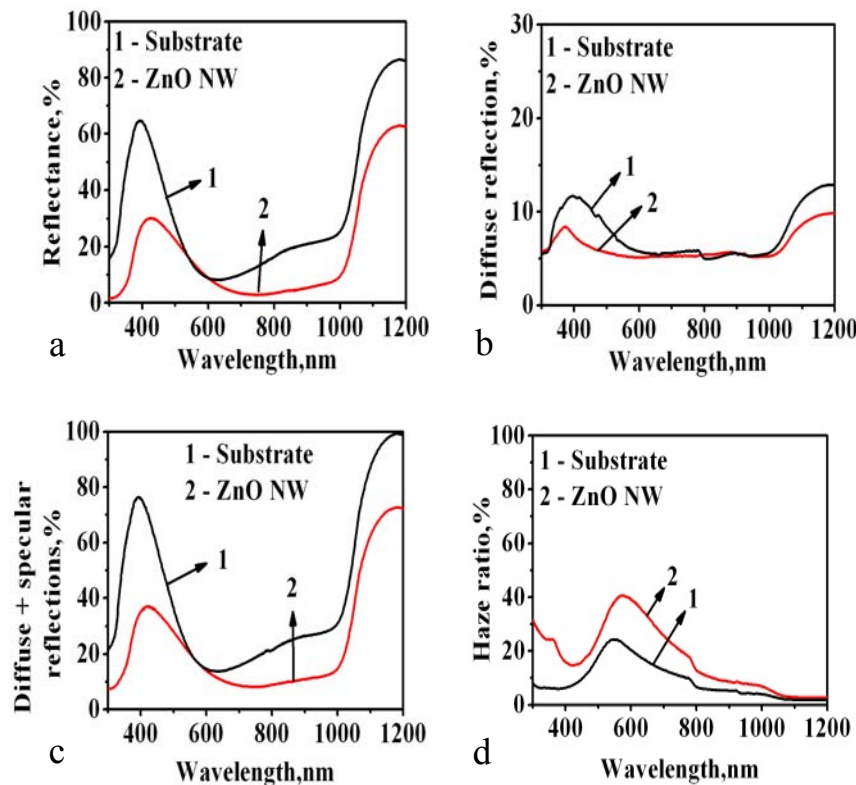 100
80
60
40
20
0
Reflectance,%
1 - Substrate
2 - ZnO NW
1
2
400 600 800 1000 1200
Wavelength,nm
a
30
20
10
0
Diffuse reflection,%
1 - Substrate
2 - ZnO NW
1
2
400 600 800 1000 1200
Wavelength,nm
b
100
80
60
40
20
0
Diffuse + specular
reflections,%
1 - Substrate
2 - ZnO NW
1
2
400 600 800 1000 1200
Wavelength,nm
c
100
80
60
40
20
0
Haze ratio,%
1 - Substrate
2 - ZnO NW
2
1
400 600 800 1000 1200
Wavelength,nm
d